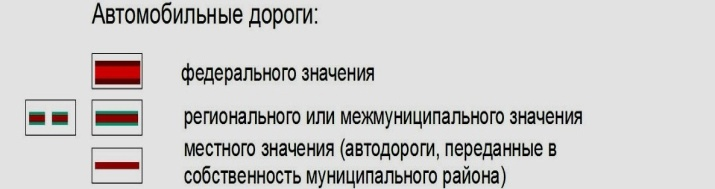 Автомобильные дороги:
федерального значения
регионального или межмуниципального значения
местного значения (автодороги, переданные в
собственность муниципального района)